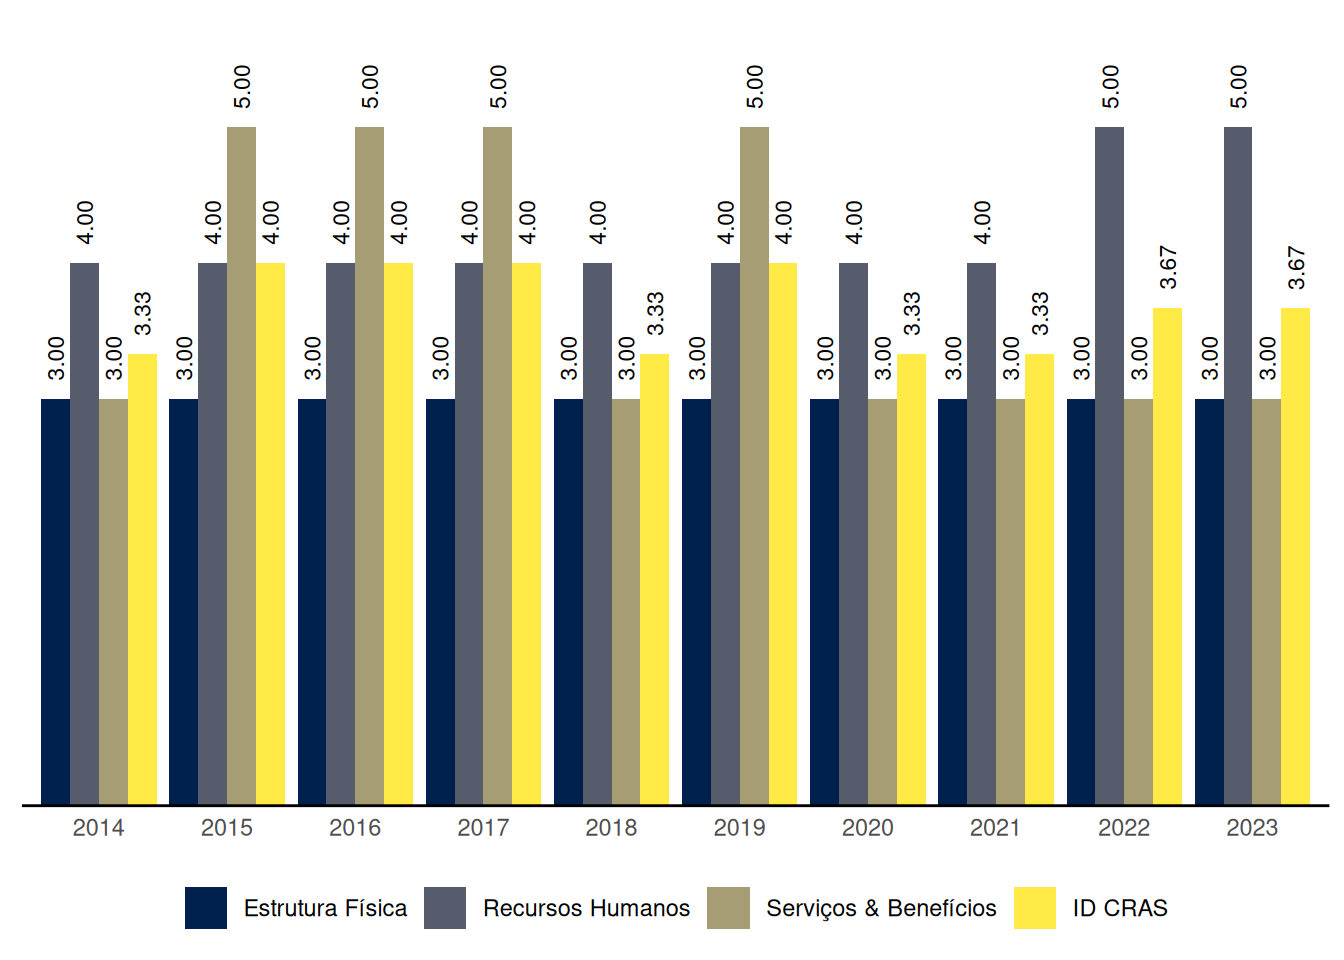 5.00 5.00 5.00 5.00 5.00 5.00
4.00 4.00 4.00 4.00 4.00 4.00 4.00 4.00 4.00 4.00 4.00 4.00
3.67 3.67
3.33 3.33 3.33 3.33
3.00 3.00 3.00 3.00 3.00 3.00 3.00 3.00 3.00 3.00 3.00 3.00 3.00 3.00 3.00 3.00
2014 2015 2016 2017 2018 2019 2020 2021 2022 2023
Estrutura Física Recursos Humanos Serviços & Benefícios ID CRAS